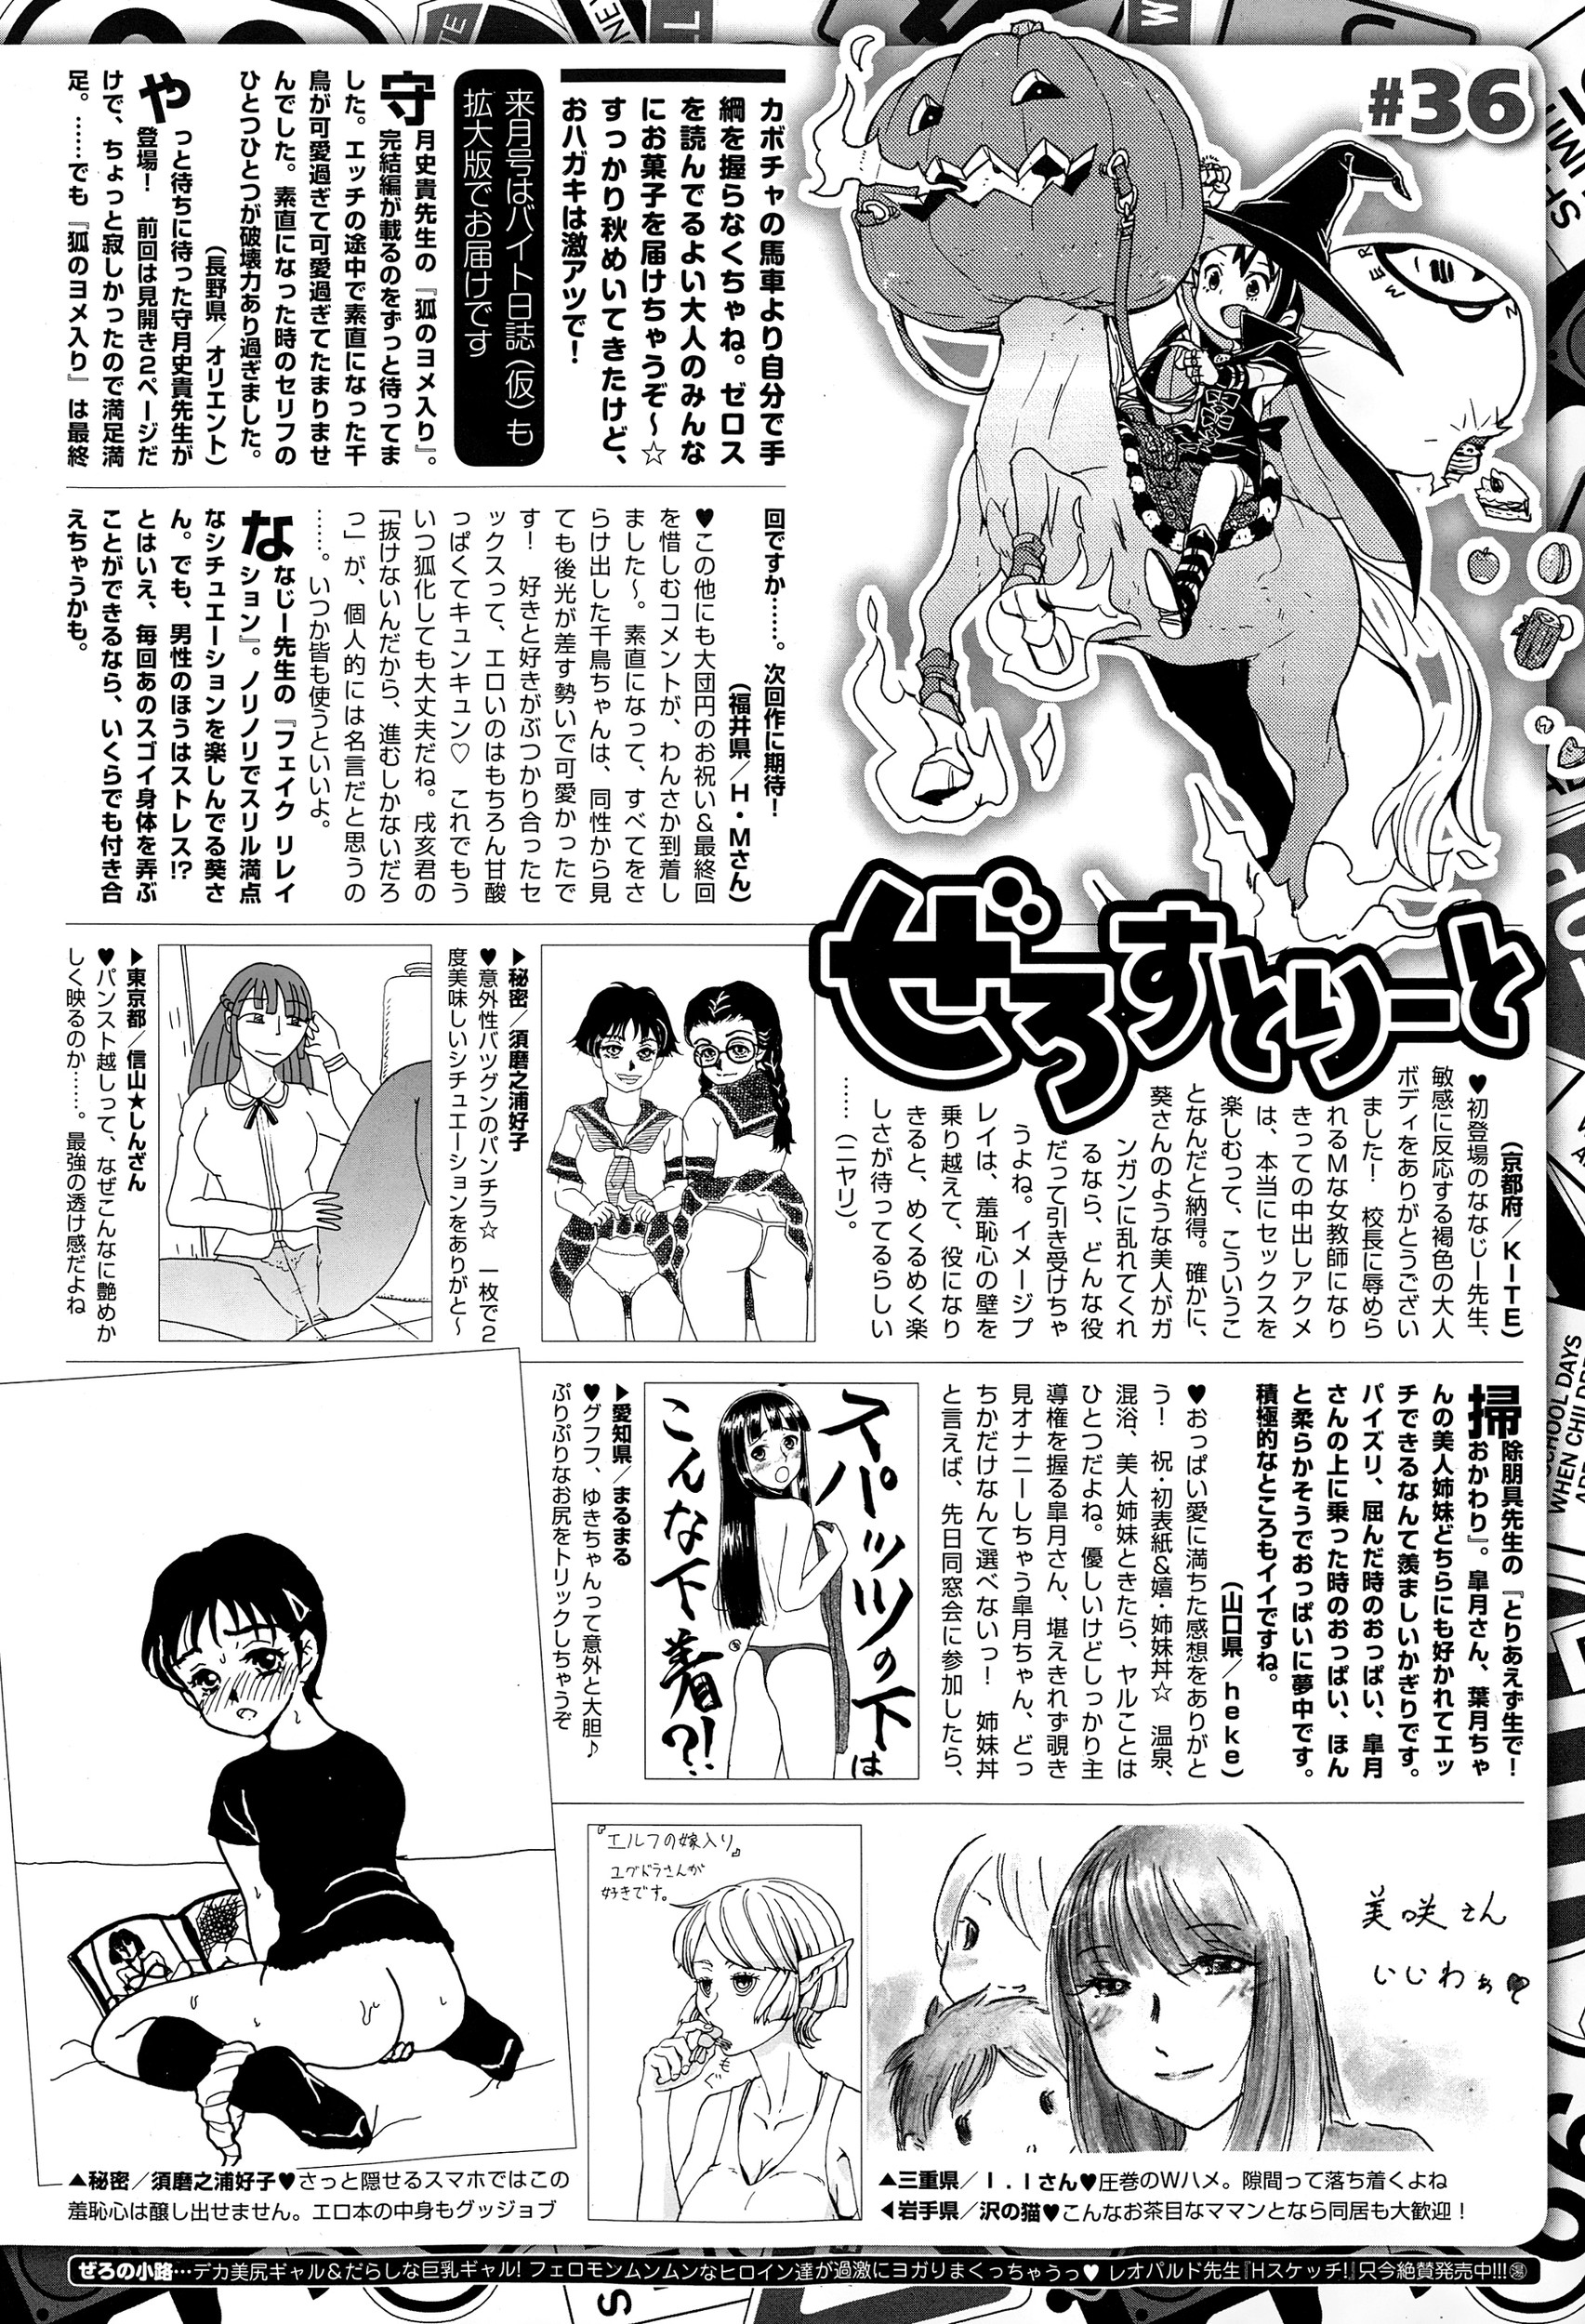 #36
カボチャの馬車より自分で手
綱を握らなくちゃね。ゼロス
を読んでるよい大人のみんな
にお菓子を届けちゃうぞ～☆
すっかり秋めいてきたけど、
おハガキは激アツで！
来月号はバイト日誌（仮）も
拡大版でお届けです
守月史貴先生の『狐のヨメ入り』。
完結編が載るのをずっと待ってま
した。エッチの途中で素直になった千
鳥が可愛過ぎて可愛過ぎてたまりませ
んでした。素直になった時のセリフの
ひとつひとつが破壊力あり過ぎました。
（長野県／オリエント）
やっと待ちに待った守月史貴先生が
登場！　前回は見開き2ページだ
けで、ちょっと寂しかったので満足満
足。……でも『狐のヨメ入り』は最終
回ですか……。次回作に期待！
（福井県／H・Mさん）
♥この他にも大団円のお祝い＆最終回
を惜しむコメントが、わんさか到着し
ました～。素直になって、すべてをさ
らけ出した千鳥ちゃんは、同性から見
ても後光が差す勢いで可愛かったで
す！　好きと好きがぶつかり合ったセ
ックスって、エロいのはもちろん甘酸
っぱくてキュンキュン♡　これでもう
いつ狐化しても大丈夫だね。戌亥君の
「抜けないんだから、進むしかないだろ
っ」が、個人的には名言だと思うの
……。いつか皆も使うといいよ。
ななじー先生の『フェイク リレイ
ション』。ノリノリでスリル満点
なシチュエーションを楽しんでる葵さ
ん。でも、男性のほうはストレス!?
とはいえ、毎回あのスゴイ身体を弄ぶ
ことができるなら、いくらでも付き合
えちゃうかも。
ぜろすとりーと
（京都府／KITE）
♥初登場のななじー先生、
敏感に反応する褐色の大人
ボディをありがとうござい
ました！　校長に辱めら
れるMな女教師になり
きっての中出しアクメ
は、本当にセックスを
楽しむって、こういうこ
となんだと納得。確かに、
葵さんのような美人がガ
ンガンに乱れてくれ
るなら、どんな役
だって引き受けちゃ
うよね。イメージプ
レイは、羞恥心の壁を
乗り越えて、役になり
きると、めくるめく楽
しさが待ってるらしい
……（ニヤリ）。
▶秘密／須磨之浦好子
♥意外性バツグンのパンチラ☆　一枚で2
度美味しいシチュエーションをありがと～
▶東京都／信山★しんざん
♥パンスト越しって、なぜこんなに艶めか
しく映るのか……。最強の透け感だよね
掃除朋具先生の『とりあえず生で！
おかわり』。皐月さん、葉月ちゃ
んの美人姉妹どちらにも好かれてエッ
チできるなんて羨ましいかぎりです。
パイズリ、屈んだ時のおっぱい、皐月
さんの上に乗った時のおっぱい、ほん
と柔らかそうでおっぱいに夢中です。
積極的なところもイイですね。
（山口県／heke）
♥おっぱい愛に満ちた感想をありがと
う！　祝・初表紙＆嬉・姉妹丼☆　温泉、
混浴、美人姉妹ときたら、ヤルことは
ひとつだよね。優しいけどしっかり主
導権を握る皐月さん、堪えきれず覗き
見オナニーしちゃう皐月ちゃん、どっ
ちかだけなんて選べないっ！　姉妹丼
と言えば、先日同窓会に参加したら、
スパッツの下は
こんな下着?!
▶愛知県／まるまる
♥グフフ、ゆきちゃんって意外と大胆♪
ぷりぷりなお尻をトリックしちゃうぞ
美咲さん
いいわぁ♥
『エルフの嫁入り』
ユグドラさんが
好きです。
もぐ
▲秘密／須磨之浦好子♥さっと隠せるスマホではこの
羞恥心は醸し出せません。エロ本の中身もグッジョブ
▲三重県／I.Iさん♥圧巻のWハメ。隙間って落ち着くよね
◀岩手県／沢の猫♥こんなお茶目なママンとなら同居も大歓迎！
ぜろの小路…デカ美尻ギャル＆だらしな巨乳ギャル！ フェロモンムンムンなヒロイン達が過激にヨガりまくっちゃうっ♥ レオパルド先生『Hスケッチ！』只今絶賛発売中!!!㊙
SCHOOL DAYS
WHEN CHILDREN